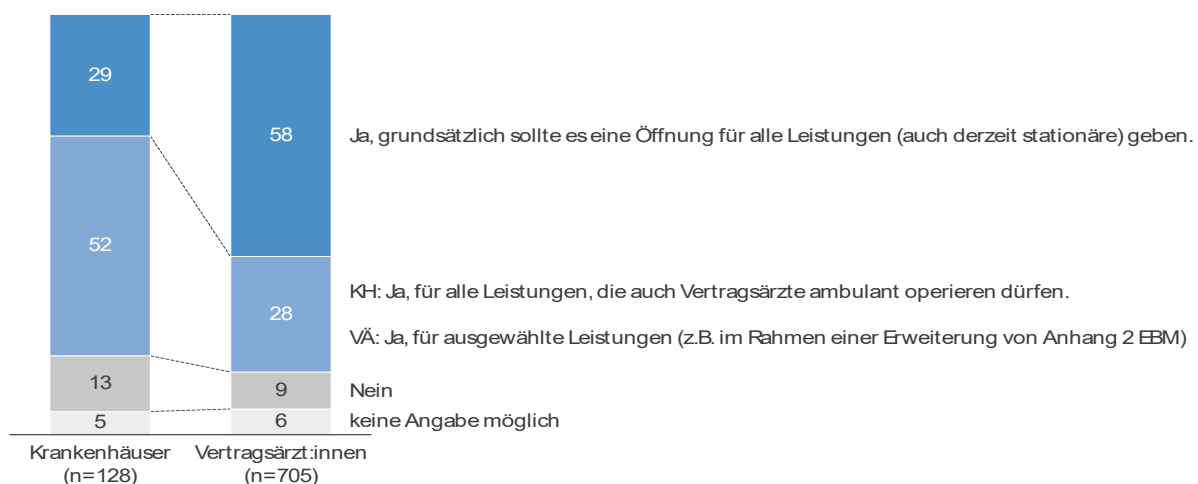 29
58
Ja, grundsätzlich sollte es eine Öffnung für alle Leistungen (auch derzeit stationäre) geben.
52
28
KH: Ja, für alle Leistungen, die auch Vertragsärzte ambulant operieren dürfen.
VÄ: Ja, für ausgewählte Leistungen (z.B. im Rahmen einer Erweiterung von Anhang 2 EBM)
13
9
Nein
5
6
keine Angabe möglich
Krankenhäuser
(n=128)
Vertragsärzt:innen
(n=705)